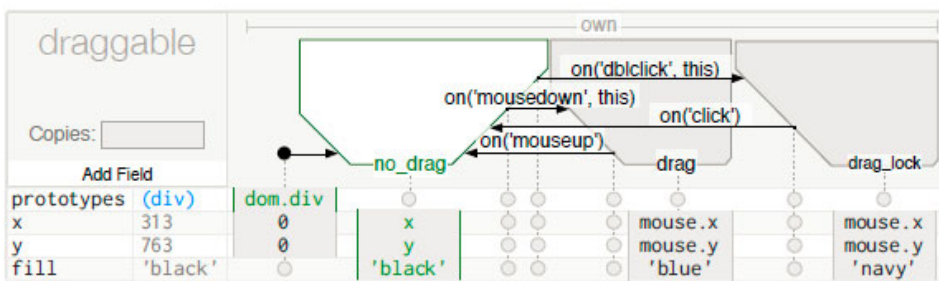 own
draggable
on('dblclick', this)
on('mousedown', this)
on('click')
Copies:
on('mouseup')
no_drag drag drag_lock
Add Field
prototypes (div) dom.div
x 313 0 x mouse.x mouse.x
y 763 0 y mouse.y mouse.y
fill 'black' 'black' 'blue' 'navy'